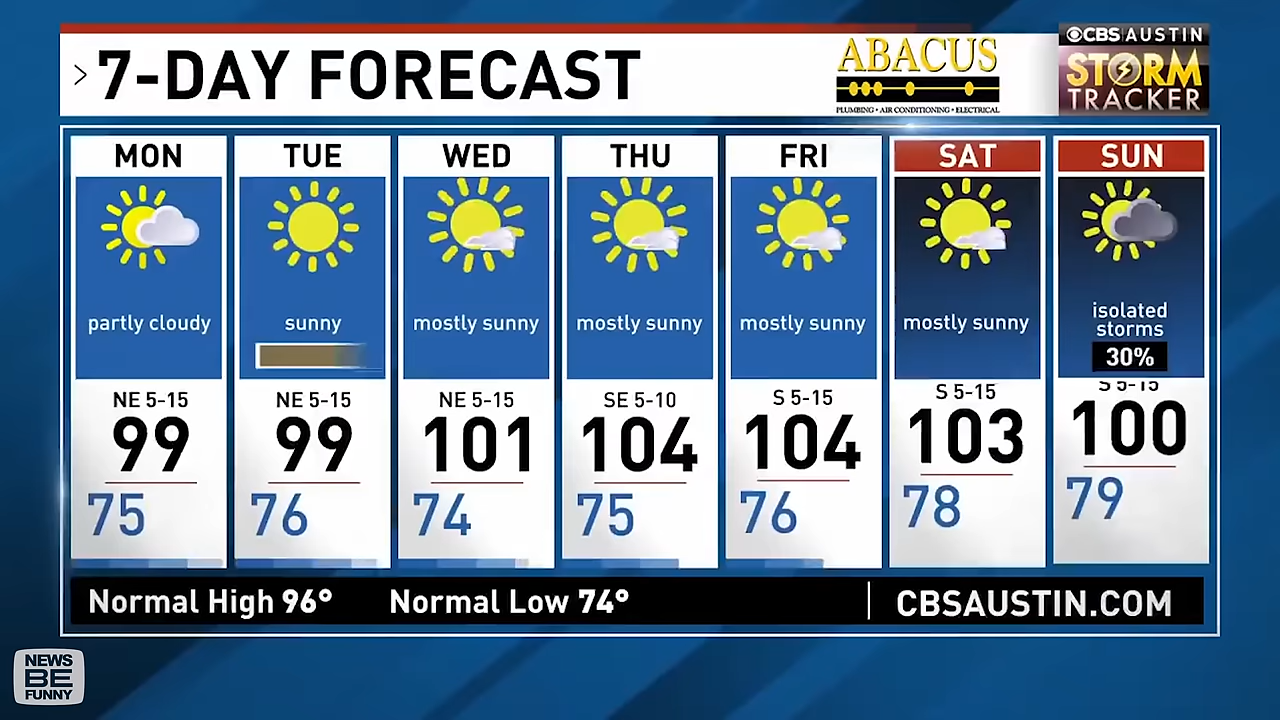 > 7-DAY FORECAST
ABACUS
PLUMBING • AIR CONDITIONING • ELECTRICAL
CBS AUSTIN
STORM
TRACKER
MON
partly cloudy
NE 5-15
99
75
TUE
sunny
NE 5-15
99
76
WED
mostly sunny
NE 5-15
101
74
THU
mostly sunny
SE 5-10
104
75
FRI
mostly sunny
S 5-15
104
76
SAT
mostly sunny
S 5-15
103
78
SUN
isolated
storms
30%
S 5-15
100
79
Normal High 96° Normal Low 74°
CBSAUSTIN.COM
NEWS
BE
FUNNY